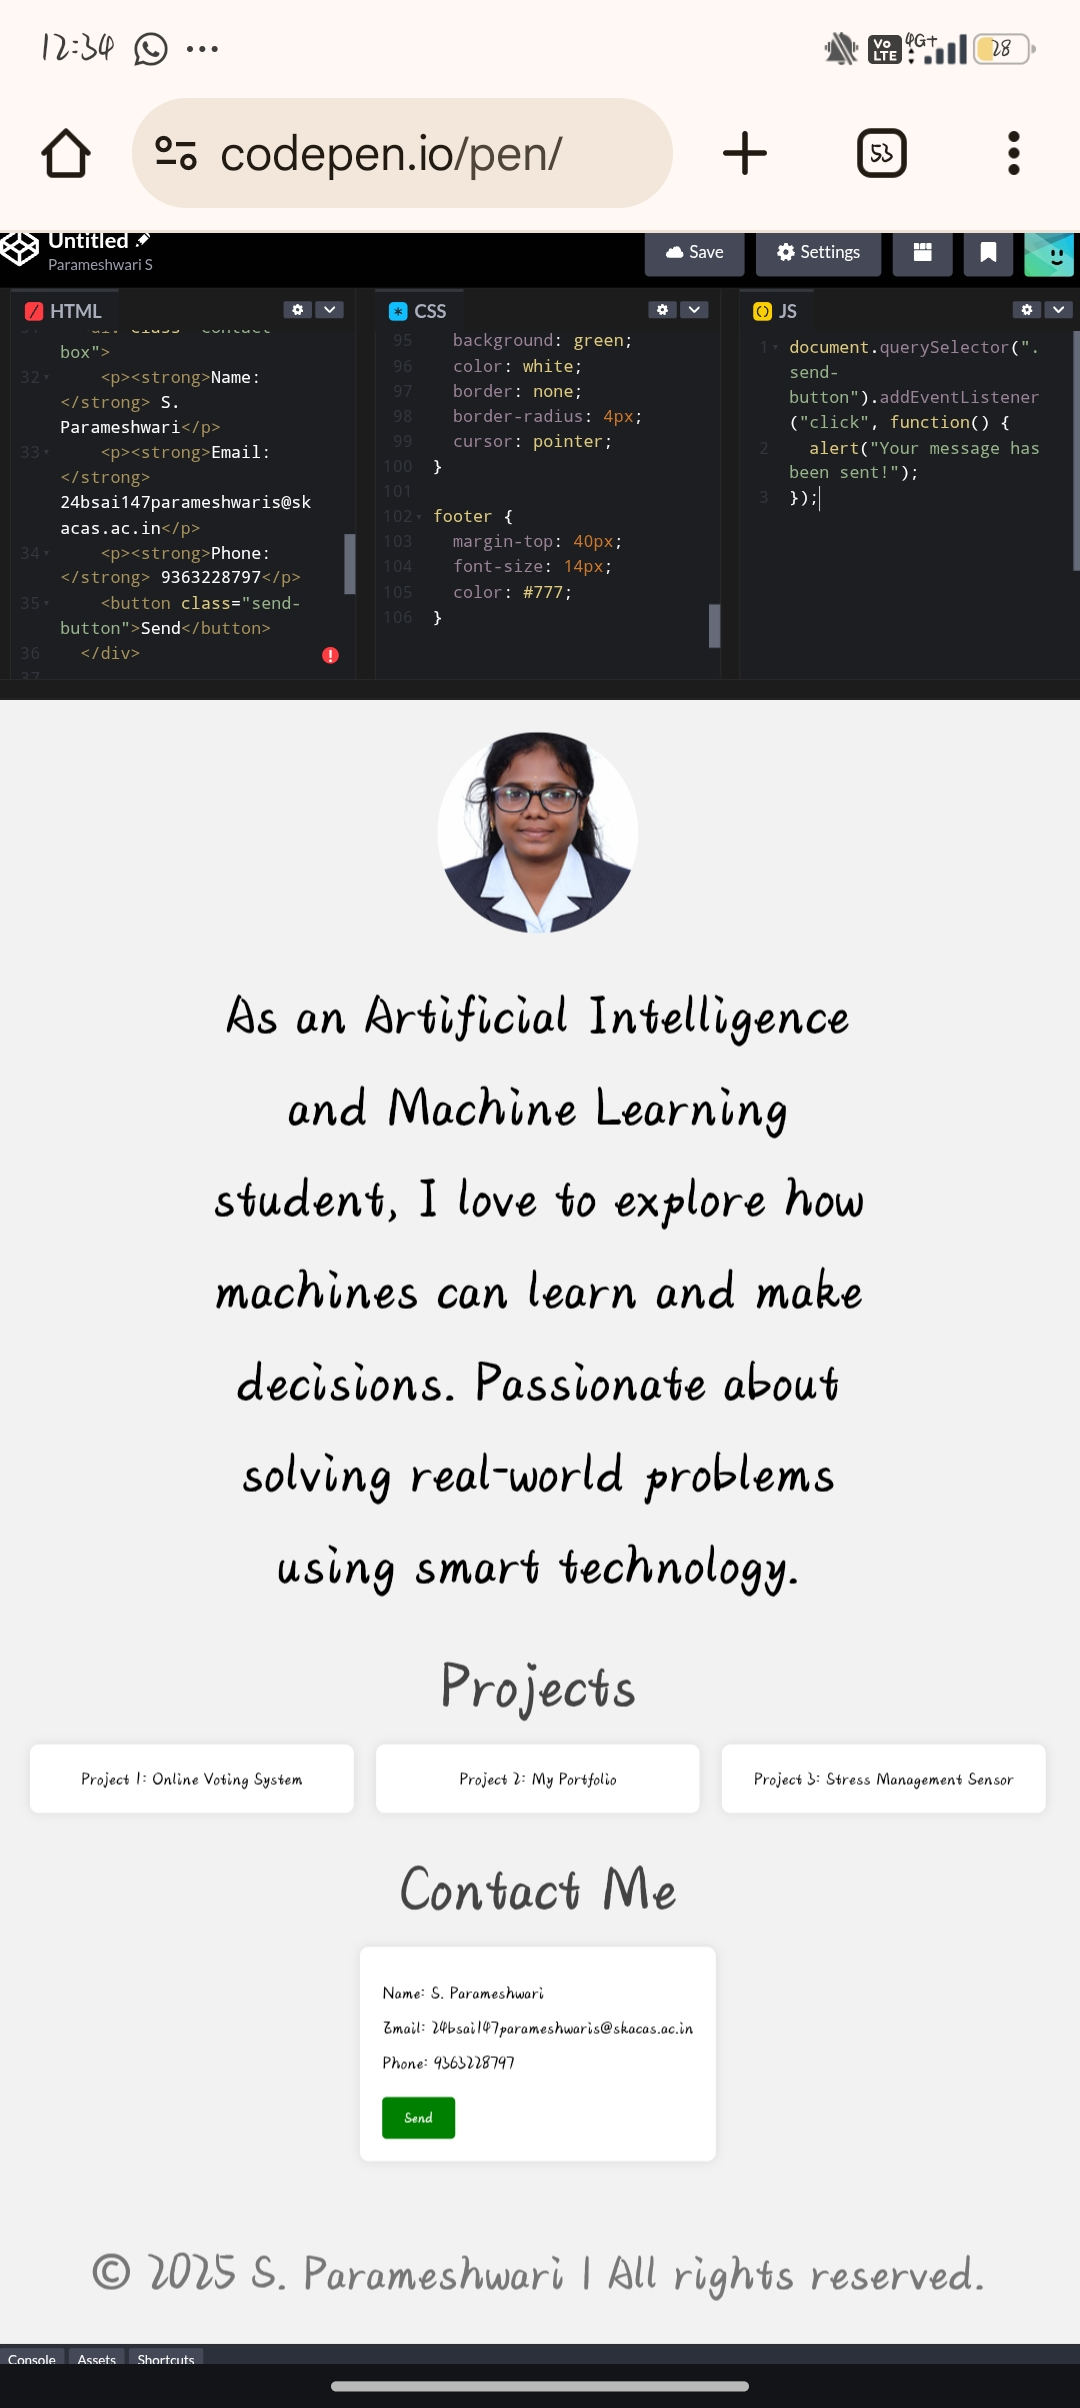 12:34
VoLTE 4G+ 28
codepen.io/pen/
53
Untitled
Parameshwari S
Save
Settings
HTML
box">
32 <p><strong>Name:
</strong> S.
Parameshwari</p>
33 <p><strong>Email:
</strong>
24bsai147parameshwaris@sk
acas.ac.in</p>
34 <p><strong>Phone:
</strong> 9363228797</p>
35 <button class="send-
button">Send</button>
36 </div>
37
CSS
95 background: green;
96 color: white;
97 border: none;
98 border-radius: 4px;
99 cursor: pointer;
100 }
101
102 footer {
103 margin-top: 40px;
104 font-size: 14px;
105 color: #777;
106 }
JS
1 document.querySelector(".
send-
button").addEventListener
("click", function() {
2 alert("Your message has
been sent!");
3 });
As an Artificial Intelligence
and Machine Learning
student, I love to explore how
machines can learn and make
decisions. Passionate about
solving real-world problems
using smart technology.
Projects
Project 1: Online Voting System
Project 2: My Portfolio
Project 3: Stress Management Sensor
Contact Me
Name: S. Parameshwari
Email: 24bsai147parameshwaris@skacas.ac.in
Phone: 9363228797
Send
© 2025 S. Parameshwari | All rights reserved.
Console
Assets
Shortcuts